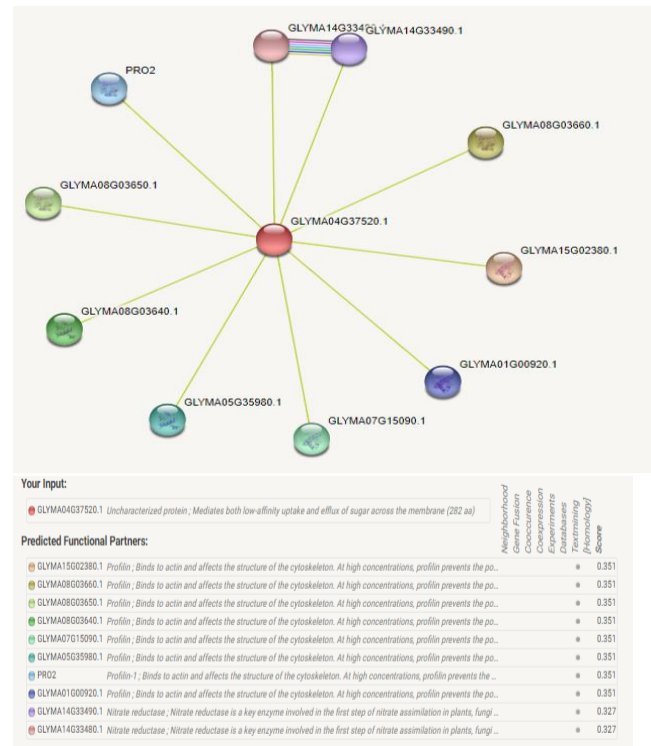 GLYMA14G33480.1
GLYMA14G33490.1
PRO2
GLYMA08G03660.1
GLYMA08G03650.1
GLYMA04G37520.1
GLYMA15G02380.1
GLYMA08G03640.1
GLYMA01G00920.1
GLYMA05G35980.1
GLYMA07G15090.1
Your Input:
Neighborhood
Gene Fusion
Cooccurence
Coexpression
Experiments
Databases
Textmining
[Homology]
Score
GLYMA04G37520.1 Uncharacterized protein ; Mediates both low-affinity uptake and efflux of sugar across the membrane (282 aa)
Predicted Functional Partners:
GLYMA15G02380.1 Profilin ; Binds to actin and affects the structure of the cytoskeleton. At high concentrations, profilin prevents the po... 0.351
GLYMA08G03660.1 Profilin ; Binds to actin and affects the structure of the cytoskeleton. At high concentrations, profilin prevents the po... 0.351
GLYMA08G03650.1 Profilin ; Binds to actin and affects the structure of the cytoskeleton. At high concentrations, profilin prevents the po... 0.351
GLYMA08G03640.1 Profilin ; Binds to actin and affects the structure of the cytoskeleton. At high concentrations, profilin prevents the po... 0.351
GLYMA07G15090.1 Profilin ; Binds to actin and affects the structure of the cytoskeleton. At high concentrations, profilin prevents the po... 0.351
GLYMA05G35980.1 Profilin ; Binds to actin and affects the structure of the cytoskeleton. At high concentrations, profilin prevents the po... 0.351
PRO2 Profilin-1 ; Binds to actin and affects the structure of the cytoskeleton. At high concentrations, profilin prevents the ... 0.351
GLYMA01G00920.1 Profilin ; Binds to actin and affects the structure of the cytoskeleton. At high concentrations, profilin prevents the po... 0.351
GLYMA14G33490.1 Nitrate reductase ; Nitrate reductase is a key enzyme involved in the first step of nitrate assimilation in plants, fungi ... 0.327
GLYMA14G33480.1 Nitrate reductase ; Nitrate reductase is a key enzyme involved in the first step of nitrate assimilation in plants, fungi ... 0.327